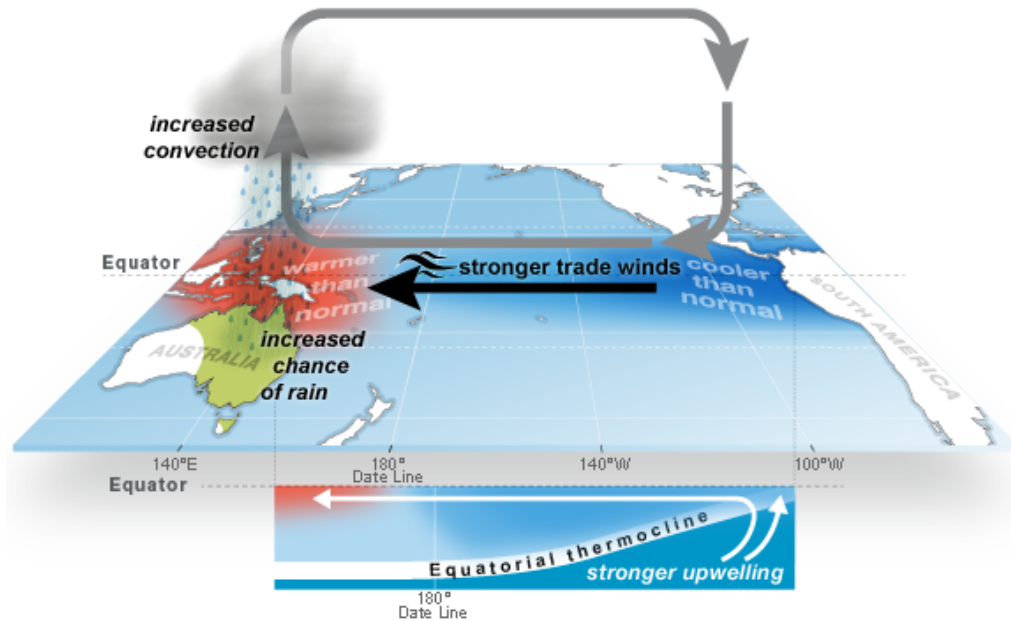 increased
convection
Equator
warmer
than
normal
stronger trade winds
cooler
than
normal
AUSTRALIA
increased
chance
of rain
SOUTH AMERICA
140°E
180°
Date Line
140°W
100°W
Equator
Equatorial thermocline
stronger upwelling
180°
Date Line